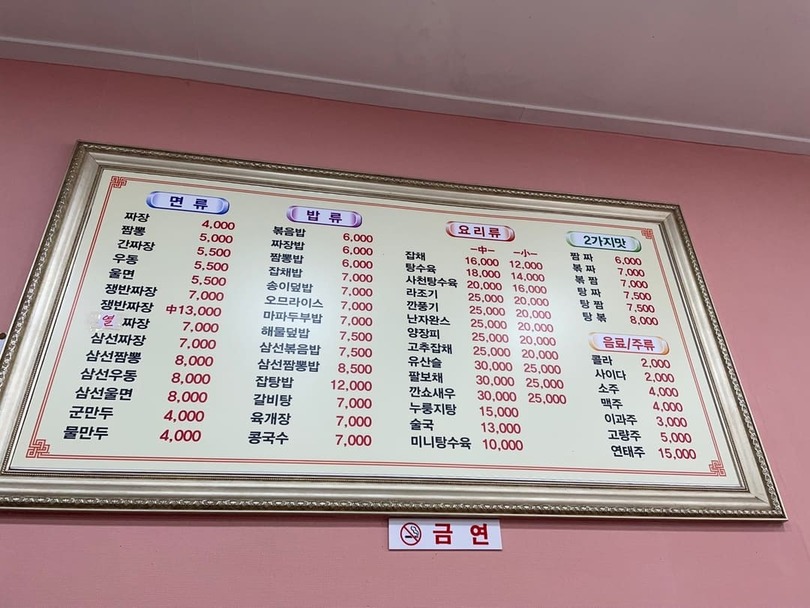 면 류
짜장 4,000
짬뽕 5,000
간짜장 5,500
우동 5,500
울면 5,500
쟁반짜장 7,000
쟁반짜장 中13,000
열 짜장 7,000
삼선짜장 7,000
삼선짬뽕 8,000
삼선우동 8,000
삼선울면 8,000
군만두 4,000
물만두 4,000
밥 류
볶음밥 6,000
짜장밥 6,000
짬뽕밥 6,000
잡채밥 7,000
송이덮밥 7,000
오므라이스 7,000
마파두부밥 7,000
해물덮밥 7,500
삼선볶음밥 7,500
삼선짬뽕밥 8,500
잡탕밥 12,000
갈비탕 7,000
육개장 7,000
콩국수 7,000
요리류
-中- -小-
잡채 16,000 12,000
탕수육 18,000 14,000
사천탕수육 20,000 16,000
라조기 25,000 20,000
깐풍기 25,000 20,000
난자완스 25,000 20,000
양장피 25,000 20,000
고추잡채 25,000 20,000
유산슬 30,000 25,000
팔보채 30,000 25,000
깐쇼새우 30,000 25,000
누룽지탕 15,000
술국 13,000
미니탕수육 10,000
2가지맛
짬 짜 6,000
볶 짜 7,000
볶 짬 7,000
탕 짜 7,500
탕 짬 7,500
탕 볶 8,000
음료/주류
콜라 2,000
사이다 2,000
소주 4,000
맥주 4,000
이과주 3,000
고량주 5,000
연태주 15,000
금 연